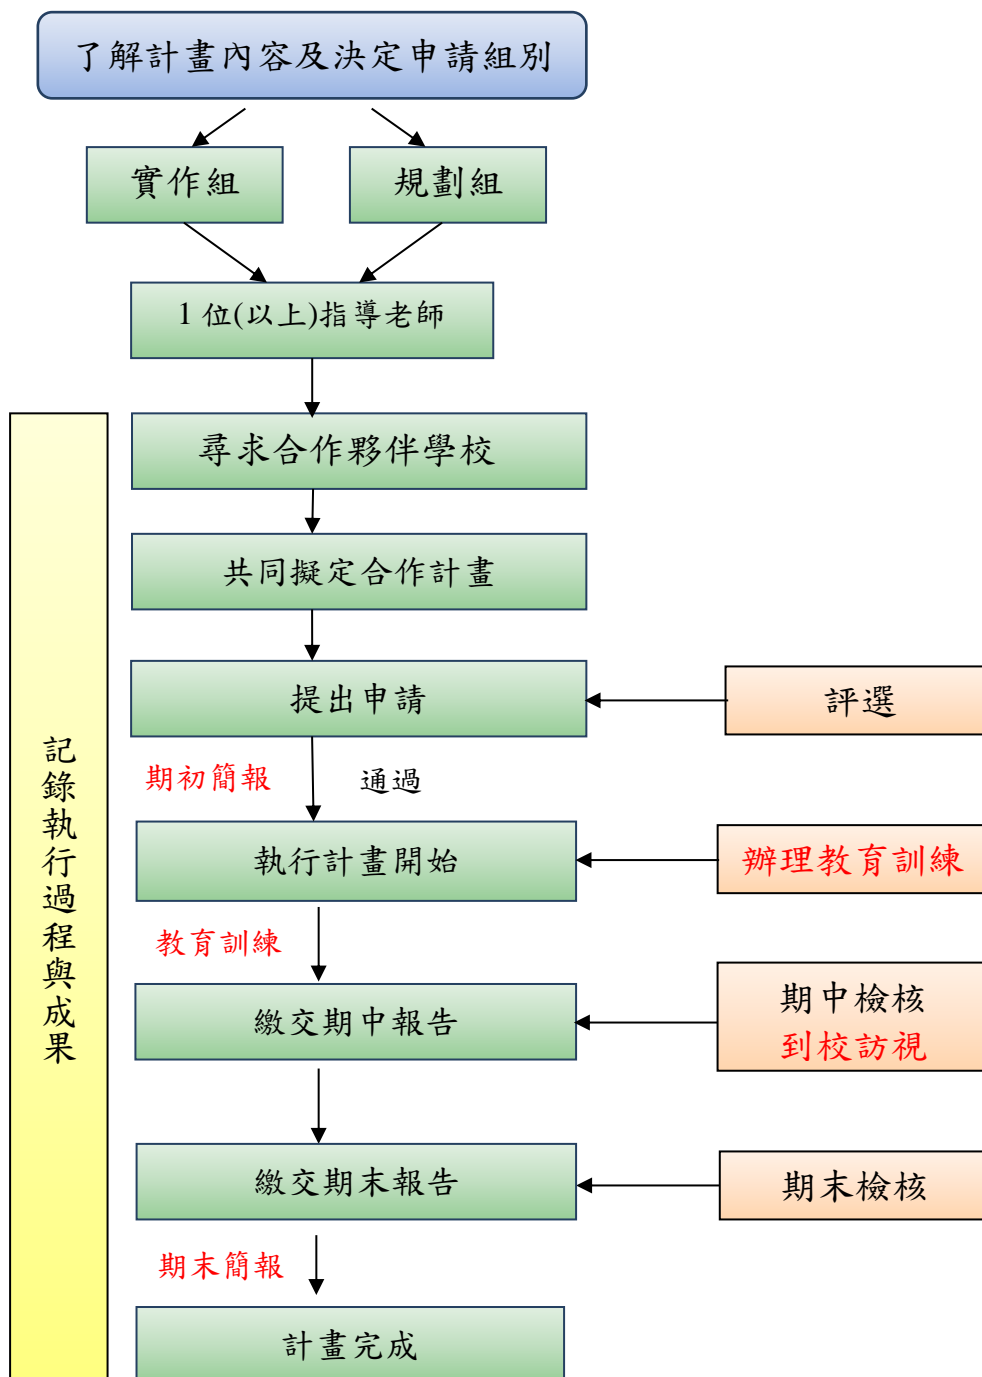 了解計畫內容及決定申請組別
實作組
規劃組
1 位(以上)指導老師
尋求合作夥伴學校
共同擬定合作計畫
提出申請
評選
期初簡報
通過
記錄執行過程與成果
執行計畫開始
辦理教育訓練
教育訓練
繳交期中報告
期中檢核
到校訪視
繳交期末報告
期末檢核
期末簡報
計畫完成